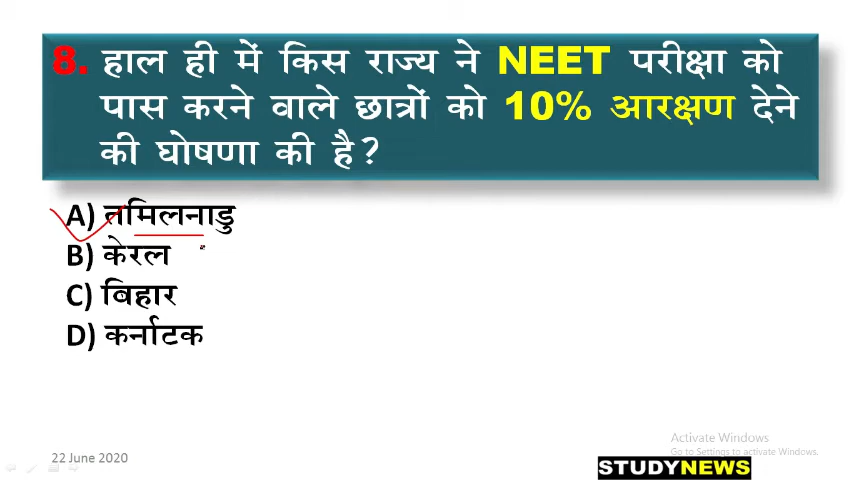 8. हाल ही में किस राज्य ने NEET परीक्षा को
पास करने वाले छात्रों को 10% आरक्षण देने
की घोषणा की है?
A) तमिलनाडु
B) केरल
C) बिहार
D) कर्नाटक
22 June 2020
Activate Windows
Go to Settings to activate Windows.
STUDYNEWS